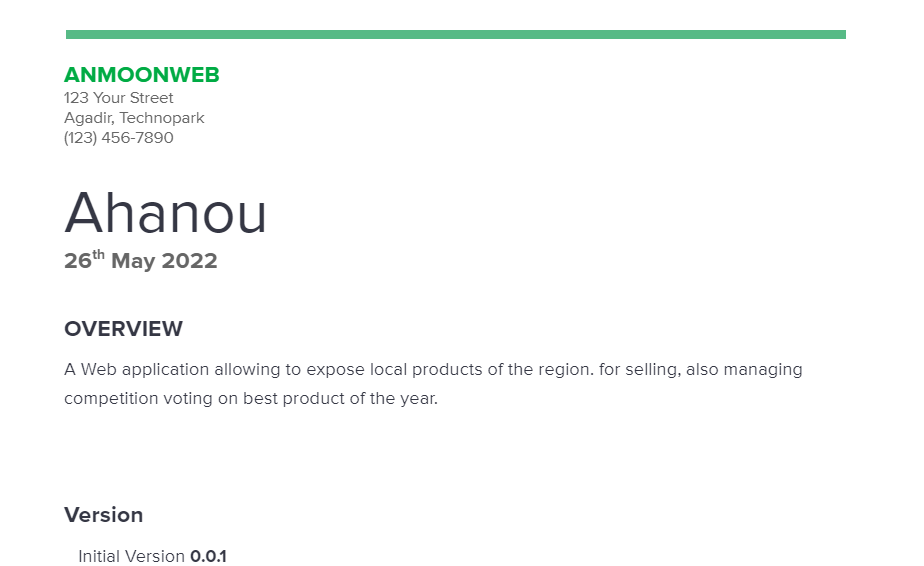 ANMOONWEB
123 Your Street
Agadir, Technopark
(123) 456-7890
Ahanou
26th May 2022
OVERVIEW
A Web application allowing to expose local products of the region. for selling, also managing
competition voting on best product of the year.
Version
Initial Version 0.0.1